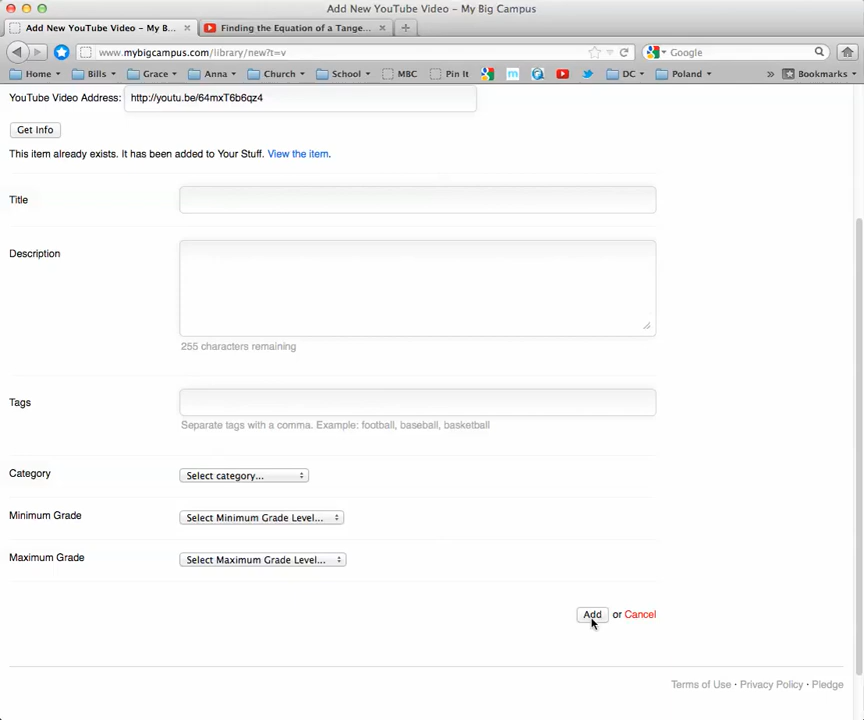 Add New YouTube Video – My Big Campus
Add New YouTube Video – My B...
Finding the Equation of a Tange...
www.mybigcampus.com/library/new?t=v
Google
Home
Bills
Grace
Anna
Church
School
MBC
Pin It
DC
Poland
»
Bookmarks
YouTube Video Address: http://youtu.be/64mxT6b6qz4
Get Info
This item already exists. It has been added to Your Stuff. View the item.
Title
Description
255 characters remaining
Tags
Separate tags with a comma. Example: football, baseball, basketball
Category
Select category...
Minimum Grade
Select Minimum Grade Level...
Maximum Grade
Select Maximum Grade Level...
Add or Cancel
Terms of Use · Privacy Policy · Pledge